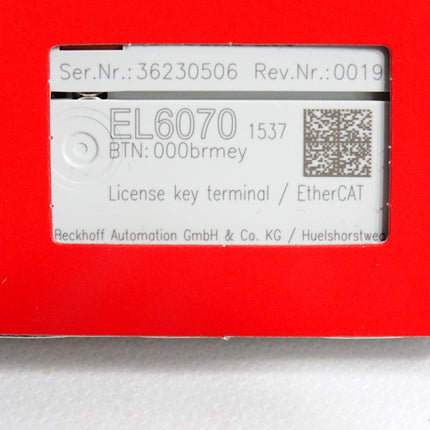 Ser.Nr.: 36230506 Rev.Nr.:0019
EL6070 1537
BTN: 000brmey
License key terminal / EtherCAT
Beckhoff Automation GmbH & Co. KG / Huelshorstweg